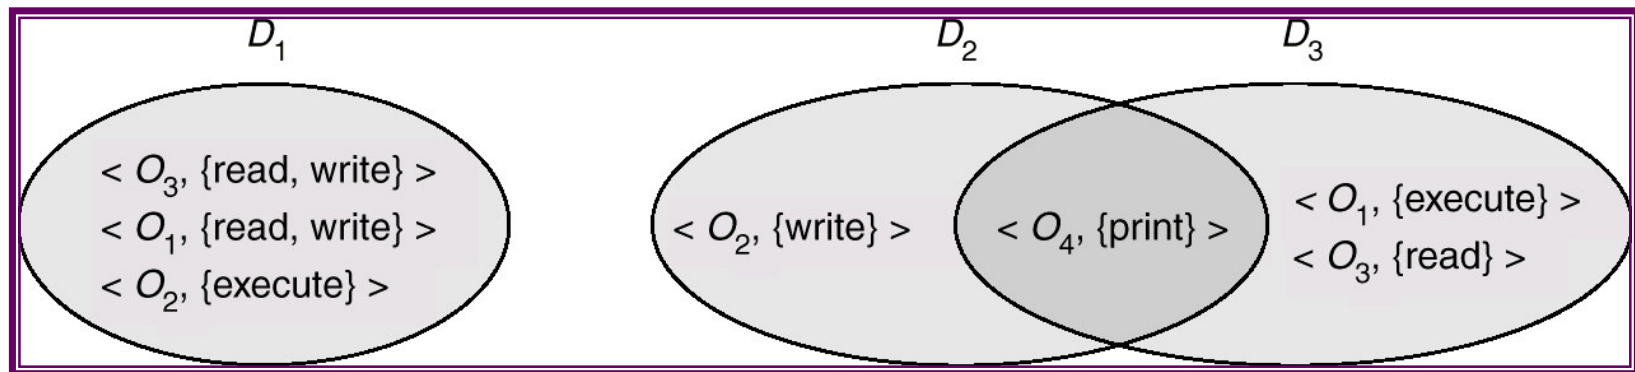 D₁
D₂
D₃
< O₃, {read, write} >
< O₁, {read, write} >
< O₂, {execute} >
< O₂, {write} >
< O₄, {print} >
< O₁, {execute} >
< O₃, {read} >